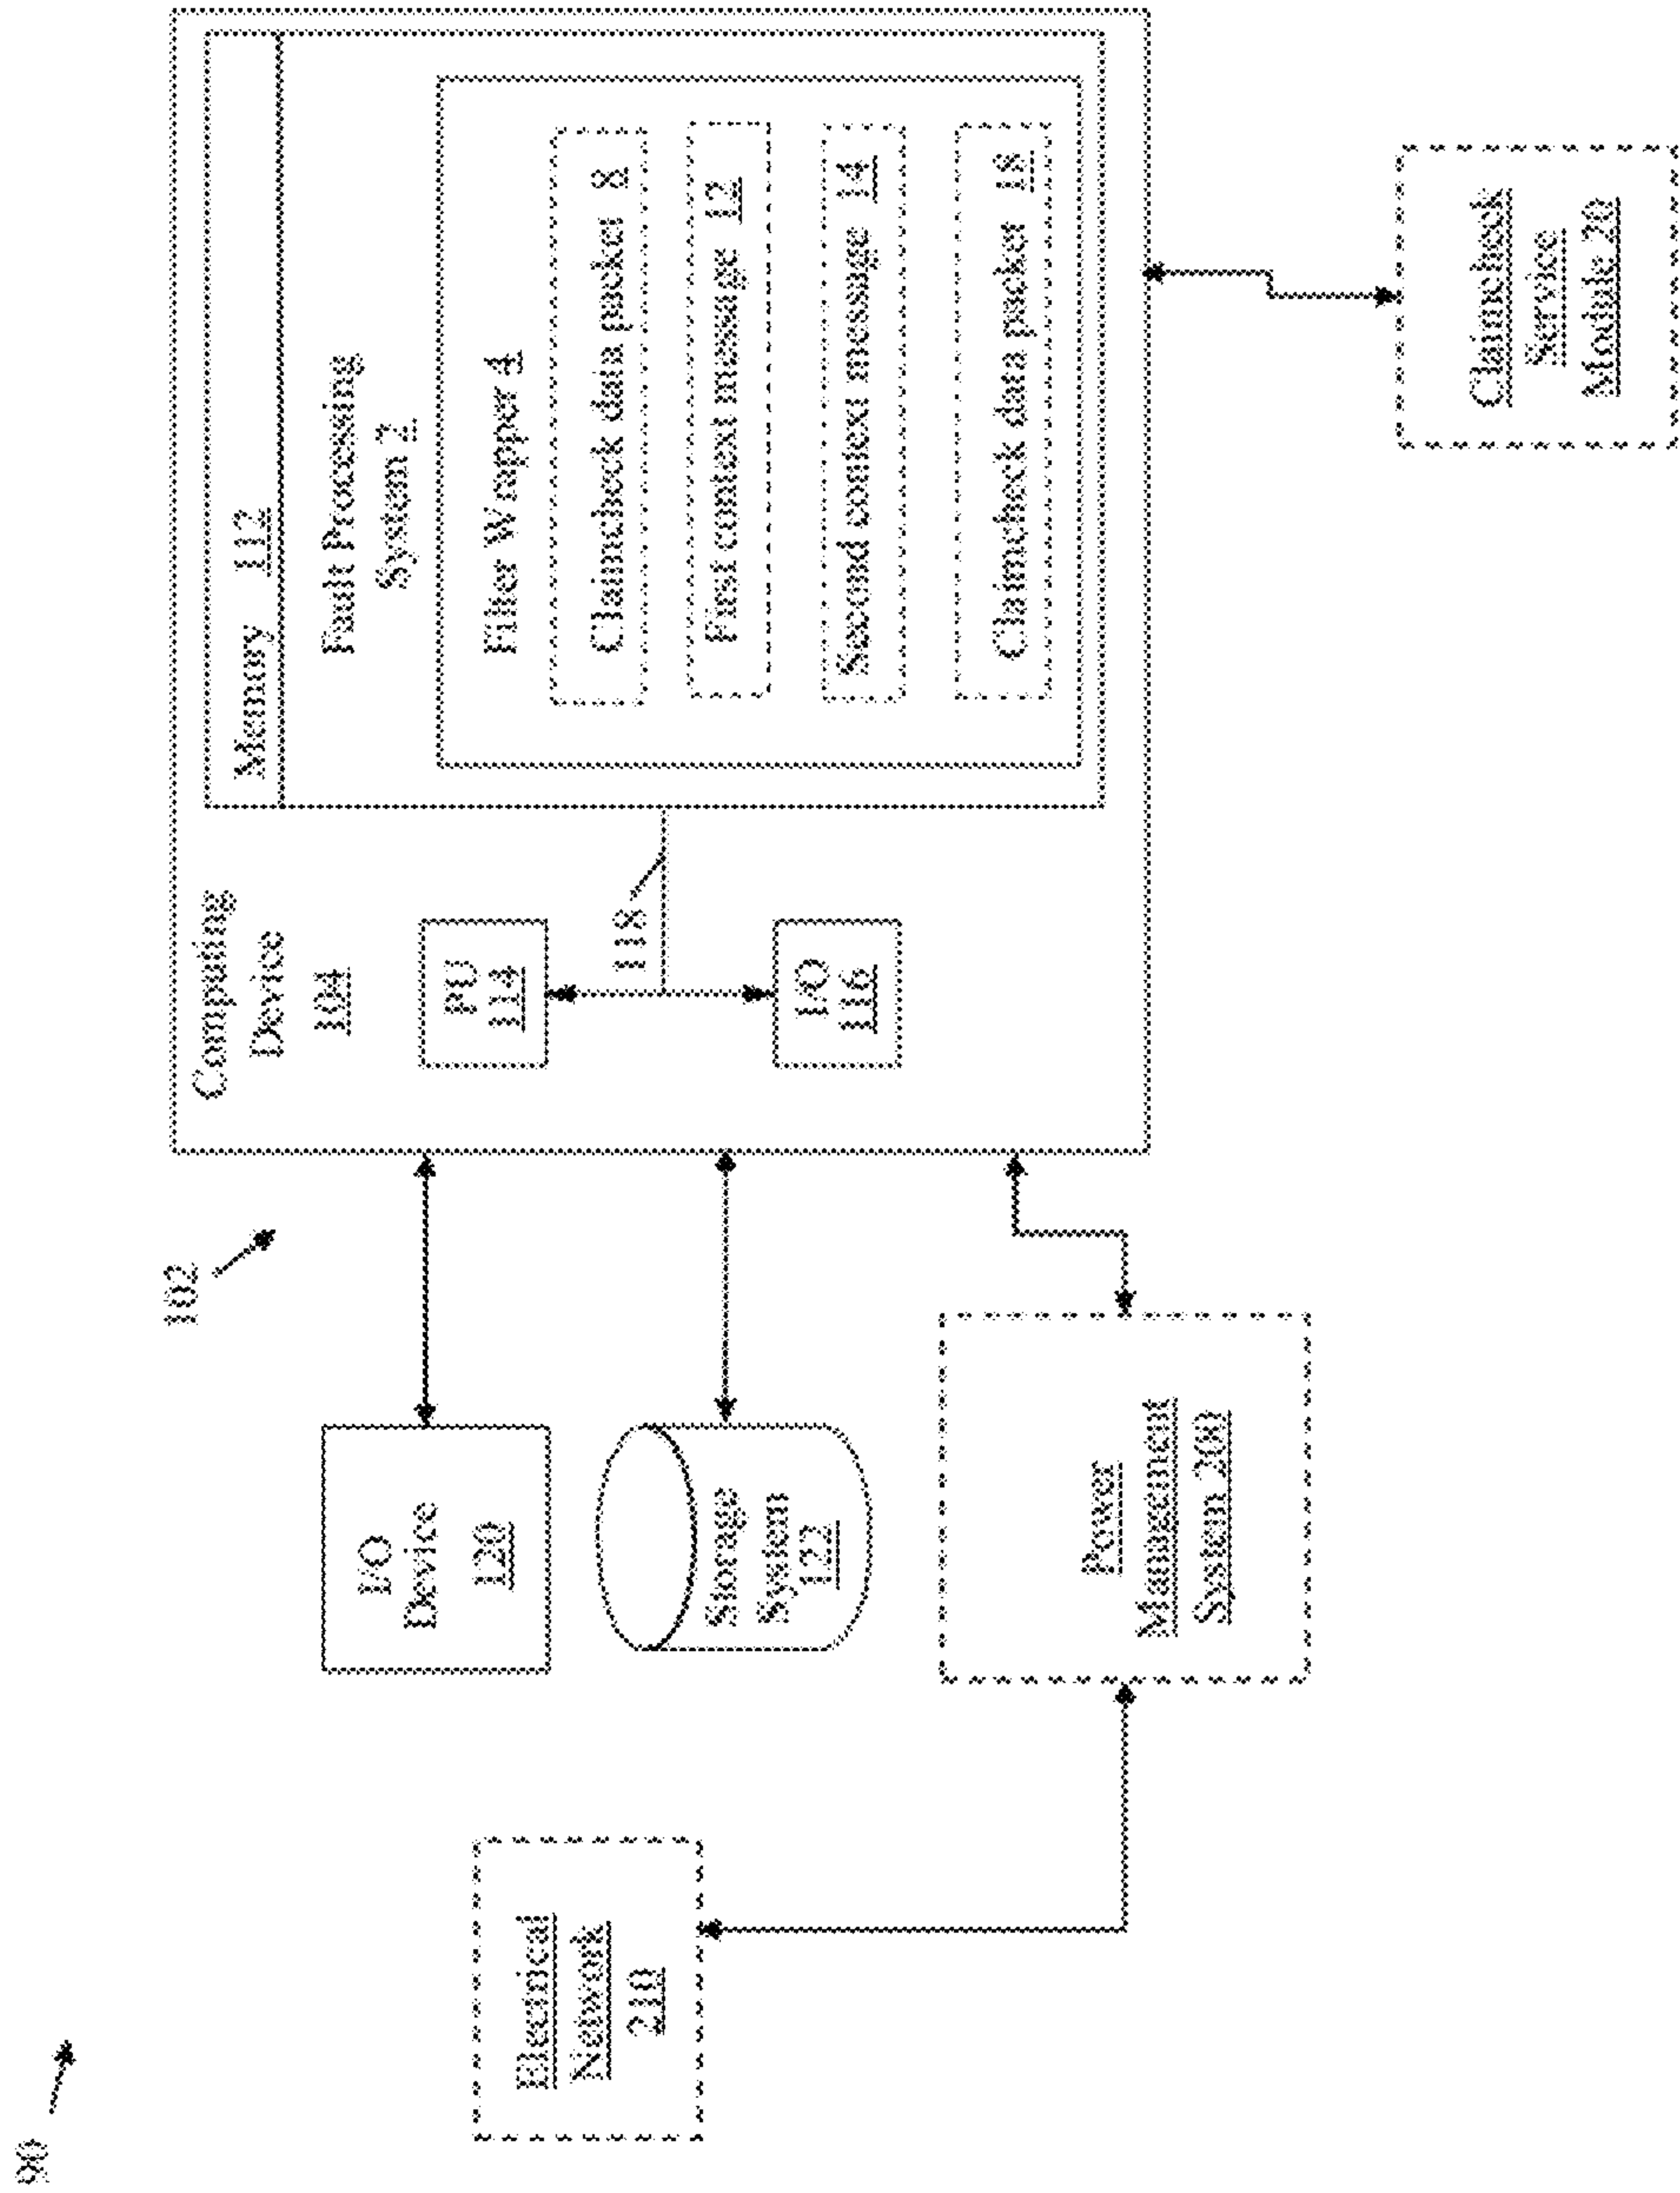 90
102
Computing
Device
104
Memory 112
Fault Processing
System 2
Filter Wrapper 4
Claimcheck data packet 8
First context message 12
Second context message 14
Claimcheck data packet 18
PU
114
118
I/O
116
I/O
Device
120
Storage
System
122
Electrical
Network
210
Power
Management
System 200
Claimcheck
Service
Module 20